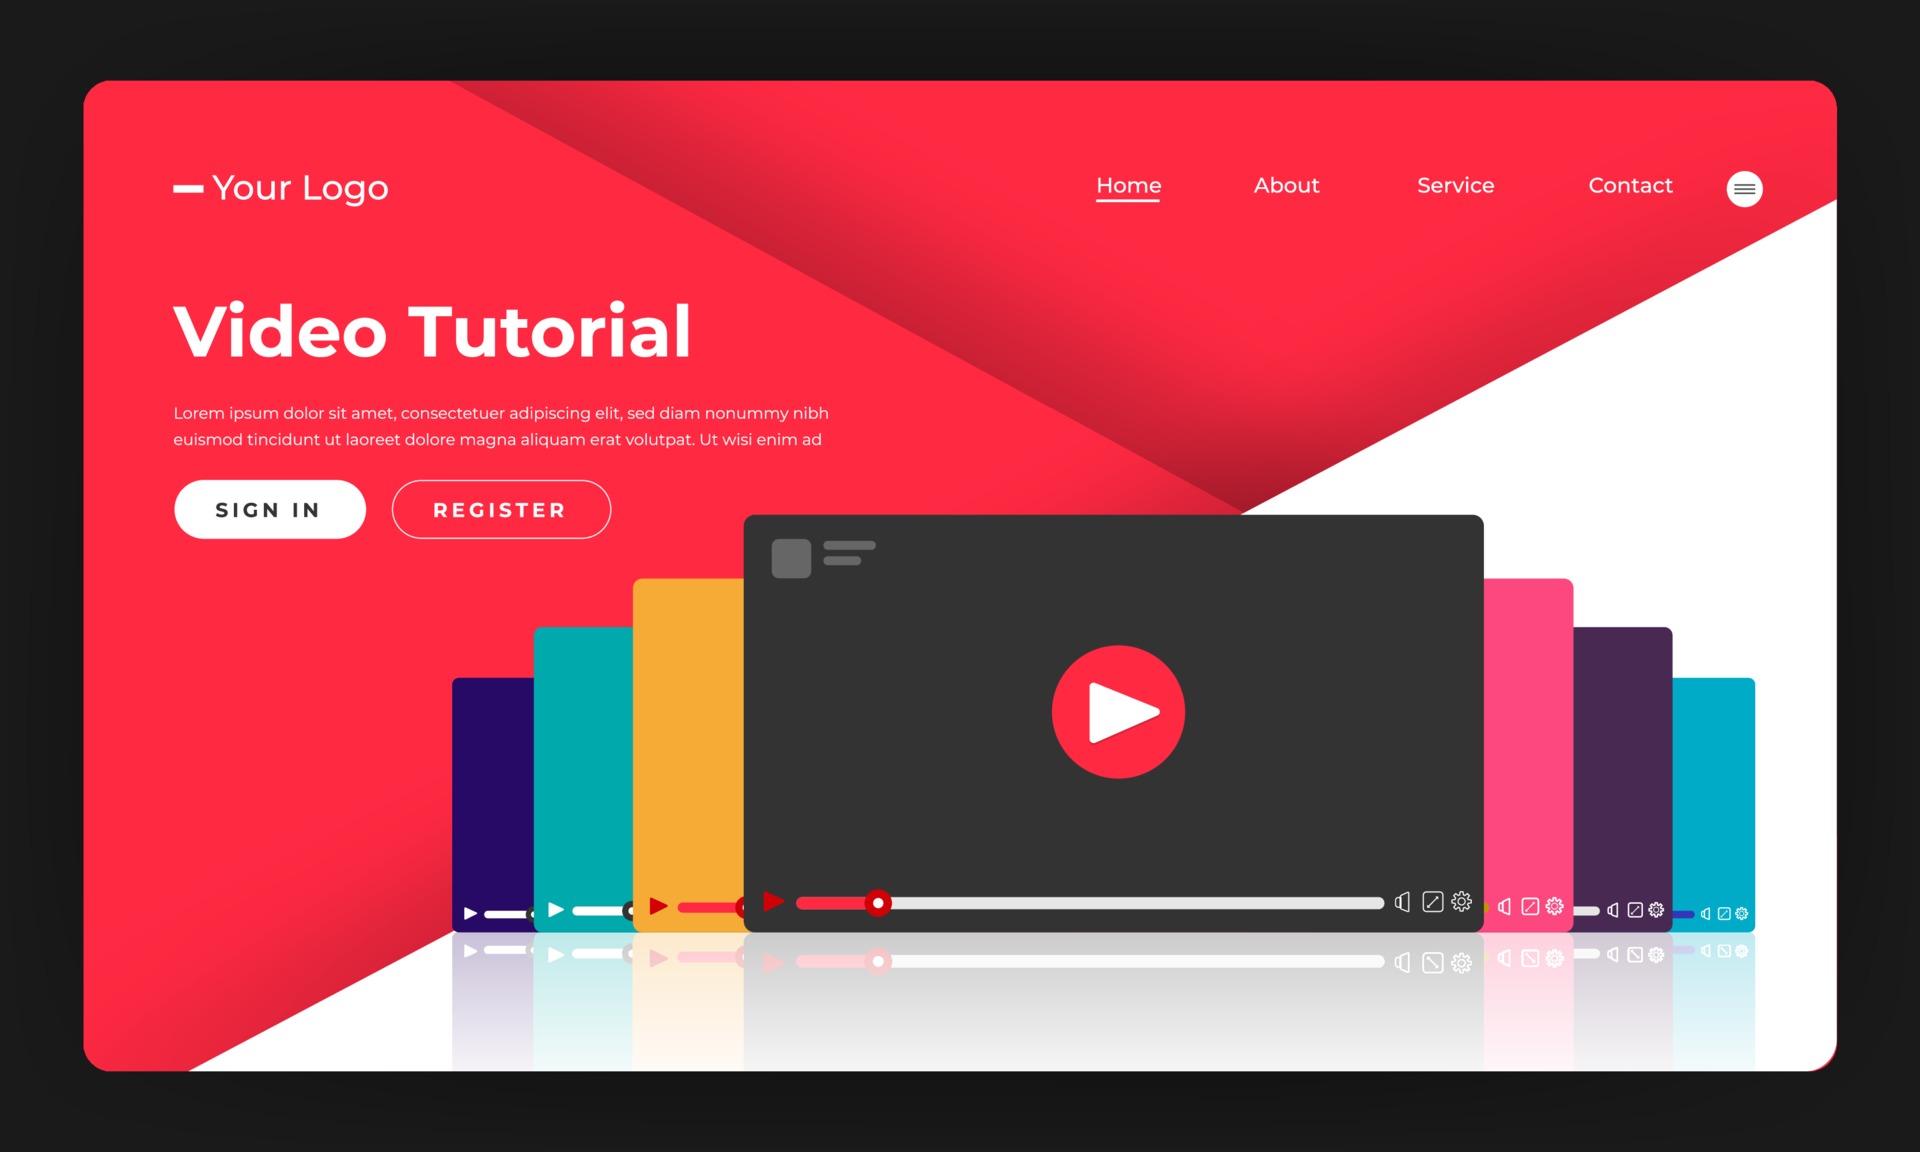 Your Logo
Home About Service Contact
Video Tutorial
Lorem ipsum dolor sit amet, consectetuer adipiscing elit, sed diam nonummy nibh
euismod tincidunt ut laoreet dolore magna aliquam erat volutpat. Ut wisi enim ad
SIGN IN REGISTER